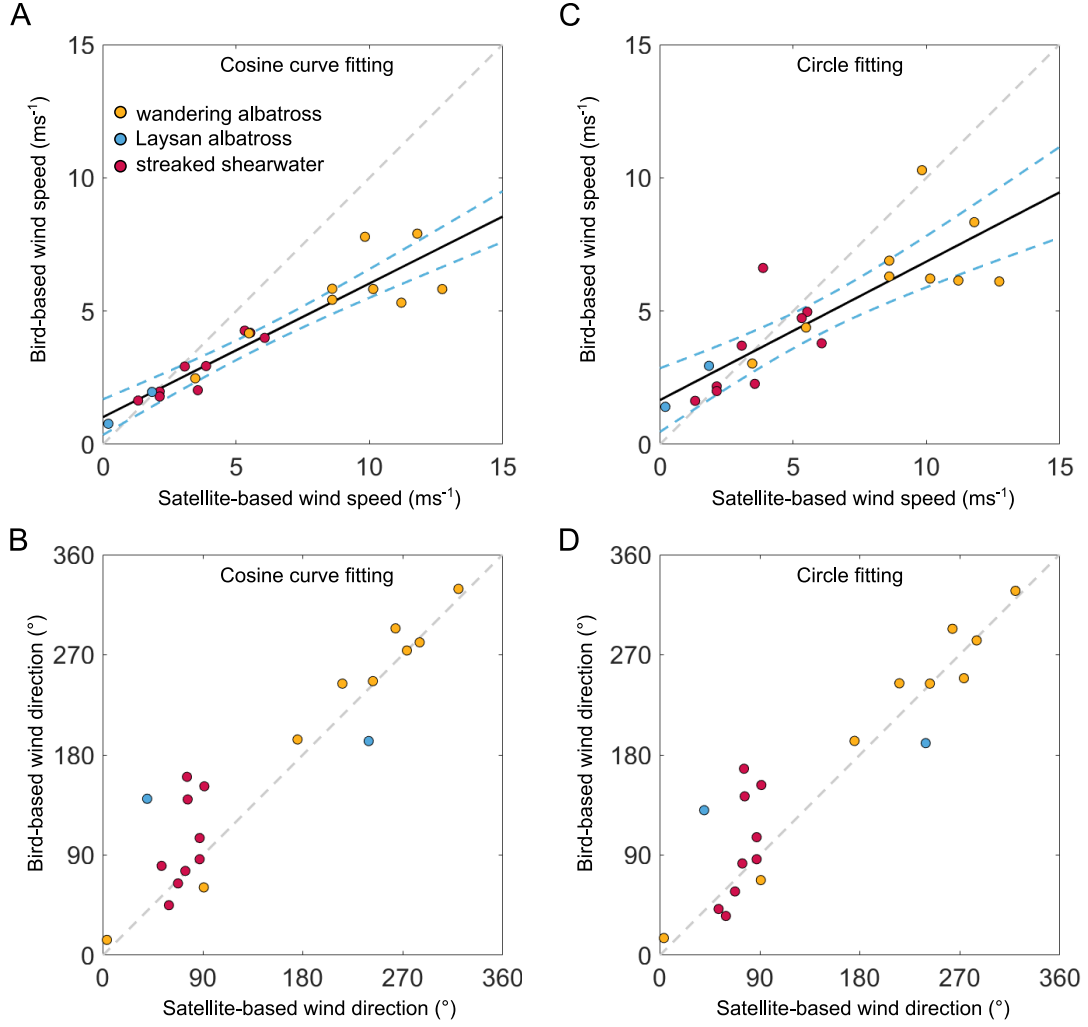 A
Cosine curve fitting
wandering albatross
Laysan albatross
streaked shearwater
Bird-based wind speed (ms⁻¹)
15
10
5
0
0 5 10 15
Satellite-based wind speed (ms⁻¹)
C
Circle fitting
Bird-based wind speed (ms⁻¹)
15
10
5
0
0 5 10 15
Satellite-based wind speed (ms⁻¹)
B
Cosine curve fitting
Bird-based wind direction (°)
360
270
180
90
0
0 90 180 270 360
Satellite-based wind direction (°)
D
Circle fitting
Bird-based wind direction (°)
360
270
180
90
0
0 90 180 270 360
Satellite-based wind direction (°)